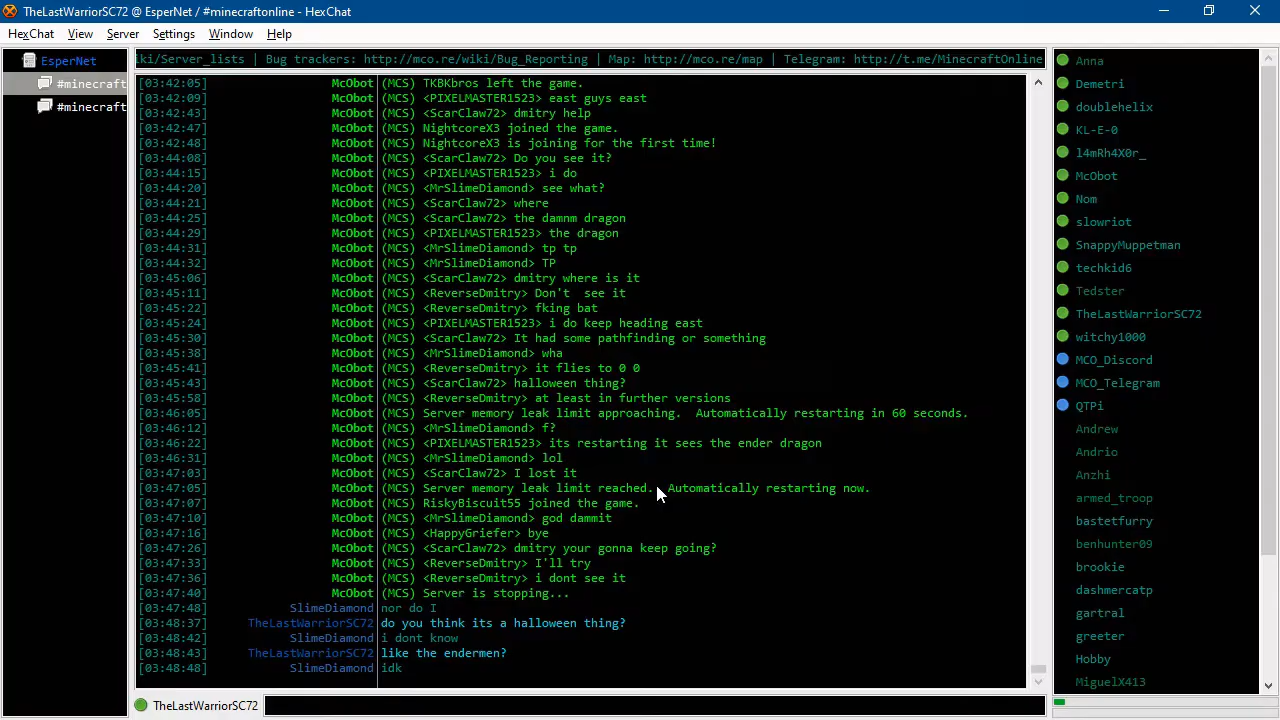 TheLastWarriorSC72 @ EsperNet / #minecraftonline - HexChat
HexChat View Server Settings Window Help
EsperNet
#minecraft
#minecraft
iki/Server_lists | Bug trackers: http://mco.re/wiki/Bug_Reporting | Map: http://mco.re/map | Telegram: http://t.me/MinecraftOnline
[03:42:05] McObot (MCS) TKBKbros left the game.
[03:42:09] McObot (MCS) <PIXELMASTER1523> east guys east
[03:42:43] McObot (MCS) <ScarClaw72> dmitry help
[03:42:47] McObot (MCS) NightcoreX3 joined the game.
[03:42:48] McObot (MCS) NightcoreX3 is joining for the first time!
[03:44:08] McObot (MCS) <ScarClaw72> Do you see it?
[03:44:15] McObot (MCS) <PIXELMASTER1523> i do
[03:44:20] McObot (MCS) <MrSlimeDiamond> see what?
[03:44:21] McObot (MCS) <ScarClaw72> where
[03:44:25] McObot (MCS) <ScarClaw72> the damnm dragon
[03:44:29] McObot (MCS) <PIXELMASTER1523> the dragon
[03:44:31] McObot (MCS) <MrSlimeDiamond> tp tp
[03:44:32] McObot (MCS) <MrSlimeDiamond> TP
[03:45:06] McObot (MCS) <ScarClaw72> dmitry where is it
[03:45:11] McObot (MCS) <ReverseDmitry> Don't  see it
[03:45:22] McObot (MCS) <ReverseDmitry> fking bat
[03:45:24] McObot (MCS) <PIXELMASTER1523> i do keep heading east
[03:45:30] McObot (MCS) <ScarClaw72> It had some pathfinding or something
[03:45:38] McObot (MCS) <MrSlimeDiamond> wha
[03:45:41] McObot (MCS) <ReverseDmitry> it flies to 0 0
[03:45:43] McObot (MCS) <ScarClaw72> halloween thing?
[03:45:58] McObot (MCS) <ReverseDmitry> at least in further versions
[03:46:05] McObot (MCS) Server memory leak limit approaching.  Automatically restarting in 60 seconds.
[03:46:12] McObot (MCS) <MrSlimeDiamond> f?
[03:46:22] McObot (MCS) <PIXELMASTER1523> its restarting it sees the ender dragon
[03:46:31] McObot (MCS) <MrSlimeDiamond> lol
[03:47:03] McObot (MCS) <ScarClaw72> I lost it
[03:47:05] McObot (MCS) Server memory leak limit reached.  Automatically restarting now.
[03:47:07] McObot (MCS) RiskyBiscuit55 joined the game.
[03:47:10] McObot (MCS) <MrSlimeDiamond> god dammit
[03:47:16] McObot (MCS) <HappyGriefer> bye
[03:47:26] McObot (MCS) <ScarClaw72> dmitry your gonna keep going?
[03:47:33] McObot (MCS) <ReverseDmitry> I'll try
[03:47:38] McObot (MCS) <ReverseDmitry> i dont see it
[03:47:40] McObot (MCS) Server is stopping...
[03:47:48] SlimeDiamond nor do I
[03:48:37] TheLastWarriorSC72 do you think its a halloween thing?
[03:48:42] SlimeDiamond i dont know
[03:48:43] TheLastWarriorSC72 like the endermen?
[03:48:48] SlimeDiamond idk
TheLastWarriorSC72
Anna
Demetri
doublehelix
KL-E-0
l4mRh4X0r_
McObot
Nom
slowriot
SnappyMuppetman
techkid6
Tedster
TheLastWarriorSC72
witchy1000
MCO_Discord
MCO_Telegram
QTPi
Andrew
Andrio
Anzhi
armed_troop
bastetfurry
benhunter09
brookie
dashmercatp
gartral
greeter
Hobby
MiguelX413